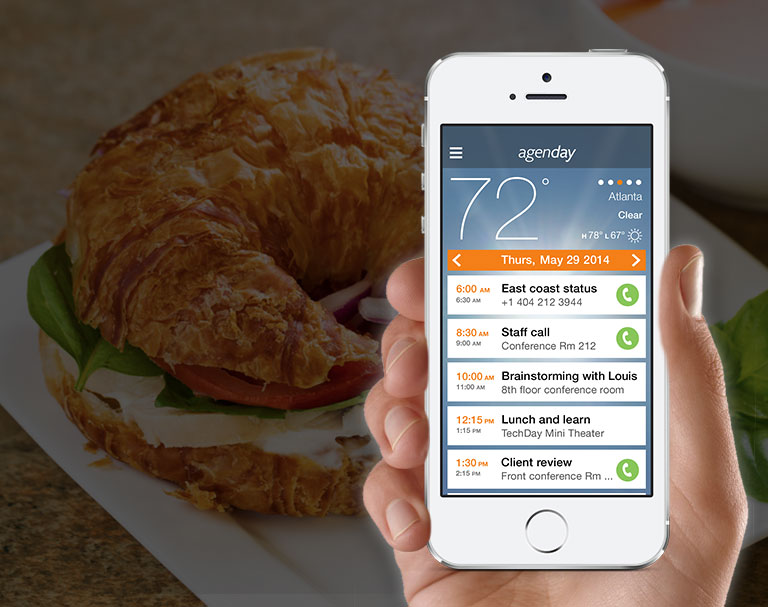 agenday
72°
Atlanta
Clear
H 78° L 67°
Thurs, May 29 2014
6:00 AM East coast status
6:30 AM +1 404 212 3944
8:30 AM Staff call
9:00 AM Conference Rm 212
10:00 AM Brainstorming with Louis
11:00 AM 8th floor conference room
12:15 PM Lunch and learn
1:15 PM TechDay Mini Theater
1:30 PM Client review
2:15 PM Front conference Rm ...